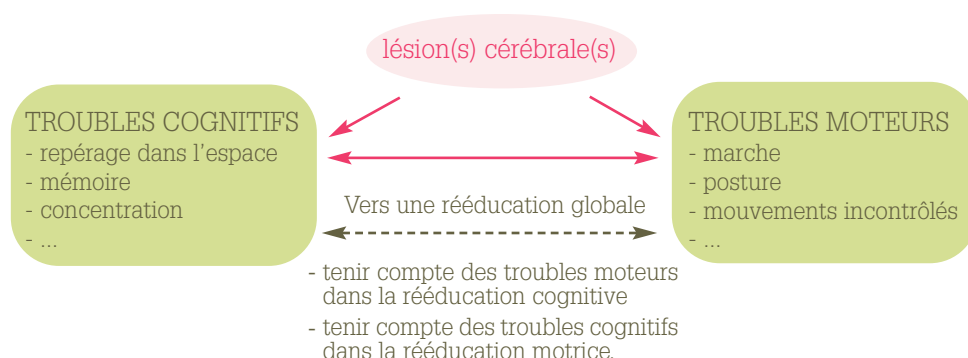 lésion(s) cérébrale(s)
TROUBLES COGNITIFS
- repérage dans l'espace
- mémoire
- concentration
- ...
TROUBLES MOTEURS
- marche
- posture
- mouvements incontrôlés
- ...
Vers une rééducation globale
- tenir compte des troubles moteurs
dans la rééducation cognitive
- tenir compte des troubles cognitifs
dans la rééducation motrice.